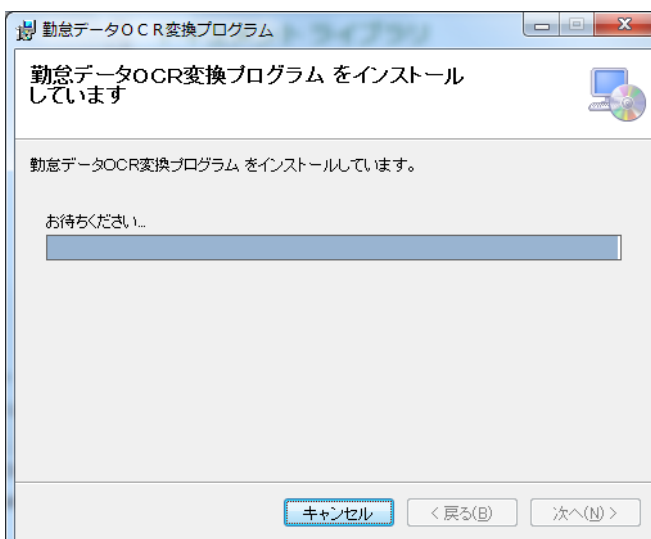 勤怠データOCR変換プログラム
勤怠データOCR変換プログラム をインストール
しています
勤怠データOCR変換プログラム をインストールしています。
お待ちください...
キャンセル
< 戻る(B)
次へ(N) >